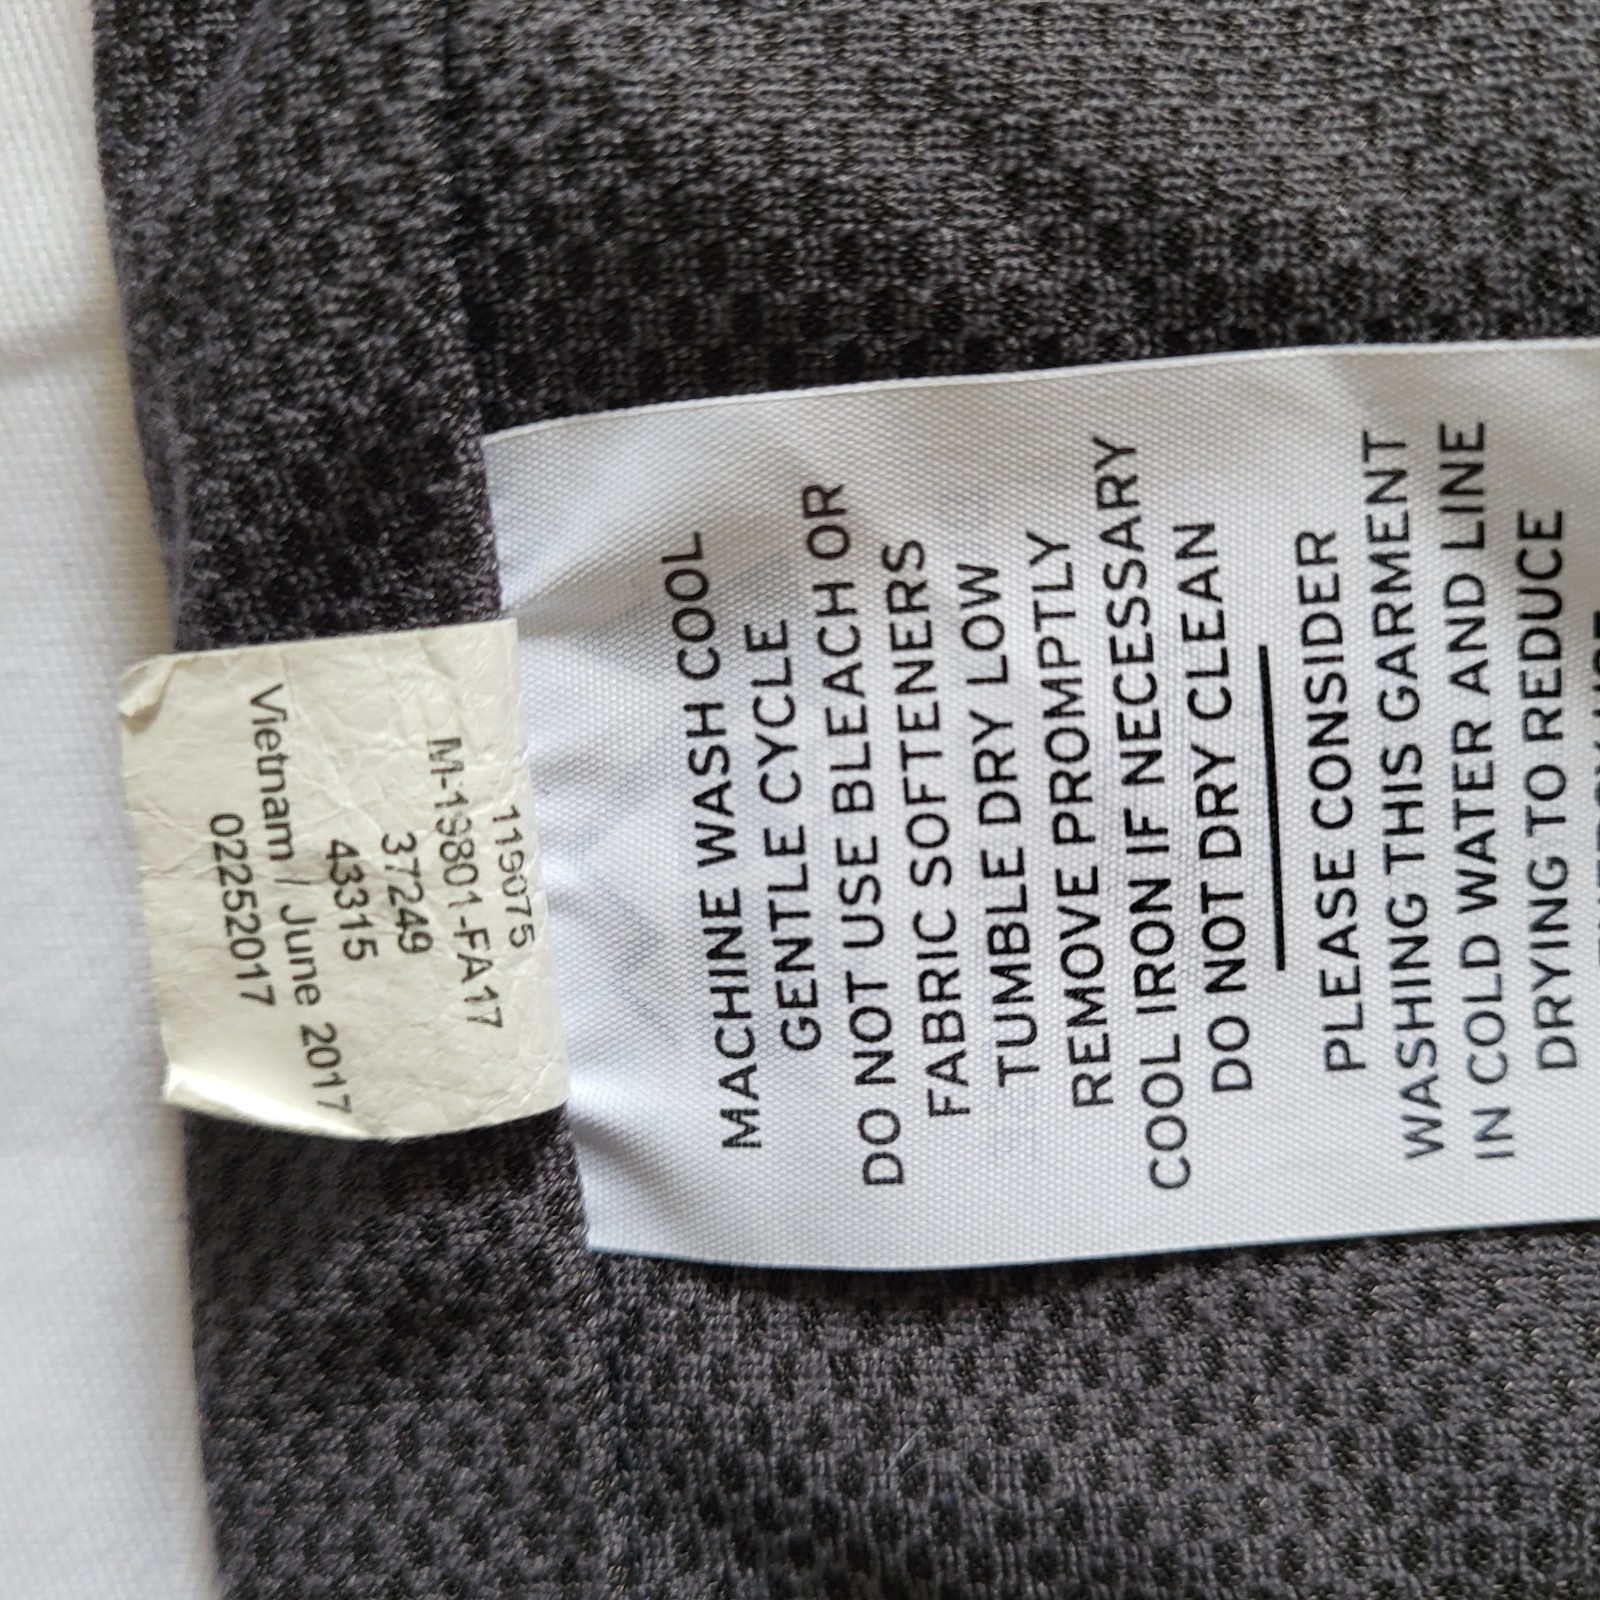 119075
M-19801-FA17
37249
43315
Vietnam / June 2017
02252017
MACHINE WASH COOL
GENTLE CYCLE
DO NOT USE BLEACH OR
FABRIC SOFTENERS
TUMBLE DRY LOW
REMOVE PROMPTLY
COOL IRON IF NECESSARY
DO NOT DRY CLEAN
PLEASE CONSIDER
WASHING THIS GARMENT
IN COLD WATER AND LINE
DRYING TO REDUCE